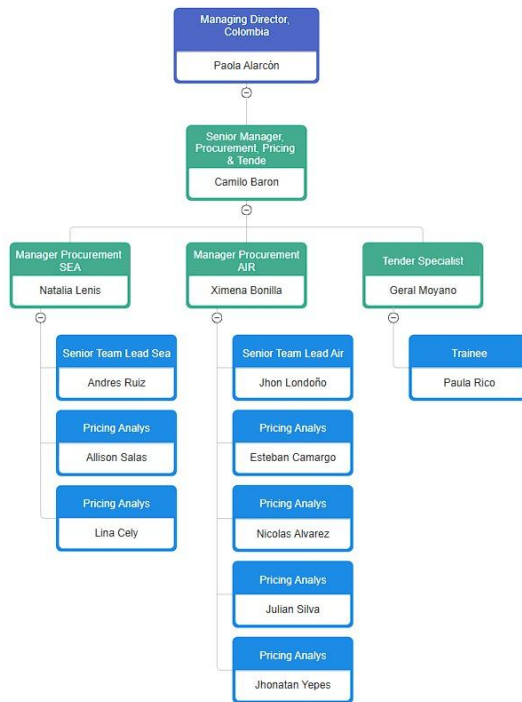 Managing Director,
Colombia
Paola Alarcón
Senior Manager,
Procurement, Pricing
& Tende
Camilo Baron
Manager Procurement
SEA
Natalia Lenis
Manager Procurement
AIR
Ximena Bonilla
Tender Specialist
Geral Moyano
Senior Team Lead Sea
Andres Ruiz
Pricing Analys
Allison Salas
Pricing Analys
Lina Cely
Senior Team Lead Air
Jhon Londoño
Pricing Analys
Esteban Camargo
Pricing Analys
Nicolas Alvarez
Pricing Analys
Julian Silva
Pricing Analys
Jhonatan Yepes
Trainee
Paula Rico